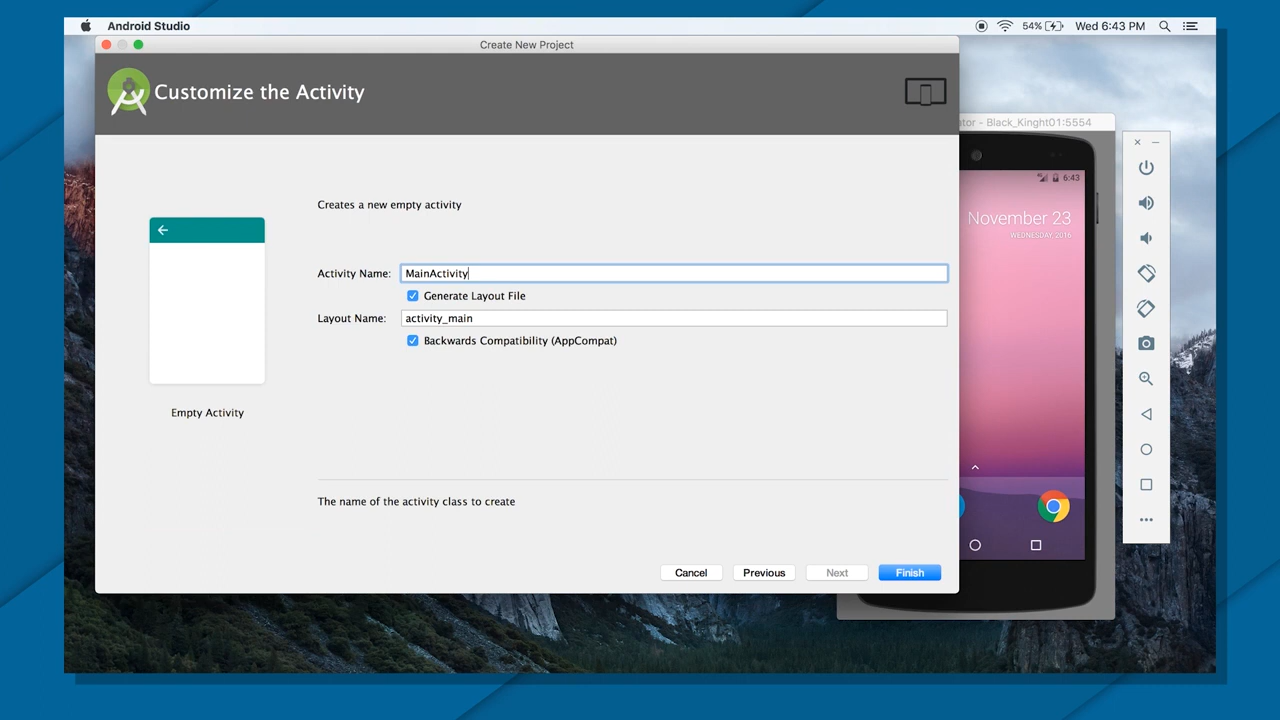 Android Studio
54%
Wed 6:43 PM
Create New Project
Customize the Activity
- Black_Kinght01:5554
6:43
November 23
WEDNESDAY, 2016
Creates a new empty activity
Activity Name: MainActivity
Generate Layout File
Layout Name: activity_main
Backwards Compatibility (AppCompat)
Empty Activity
The name of the activity class to create
Cancel
Previous
Next
Finish